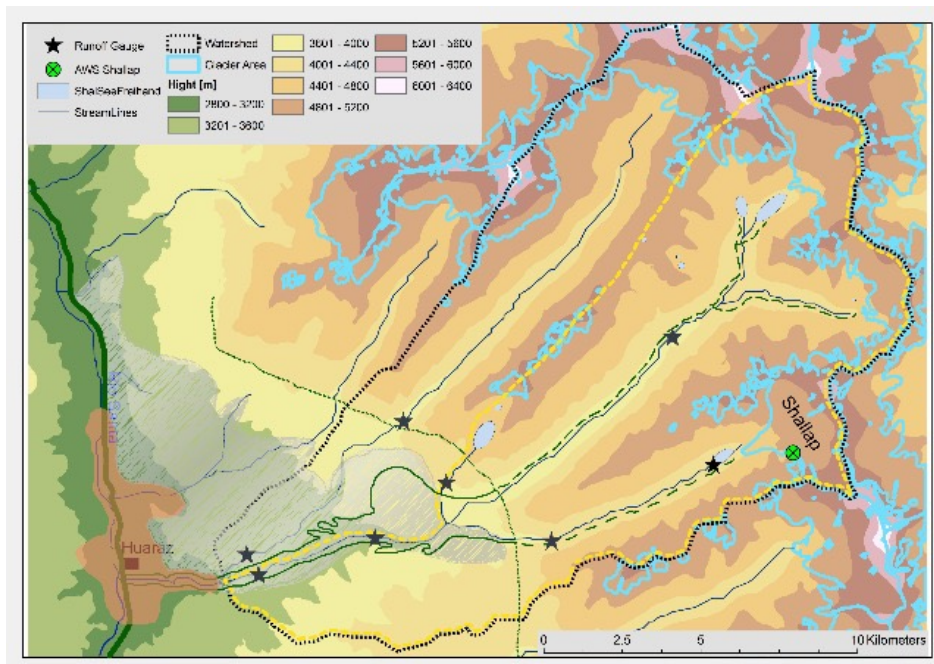 Runoff Gauge
AWS Shallap
ShalSeeFreihand
StreamLines
Watershed
Glacier Area
Hight [m]
2800 - 3200
3201 - 3600
3601 - 4000
4001 - 4400
4401 - 4800
4801 - 5200
5201 - 5600
5601 - 6000
6001 - 6400
Shallap
Huaraz
0 2.5 5 10 Kilometers